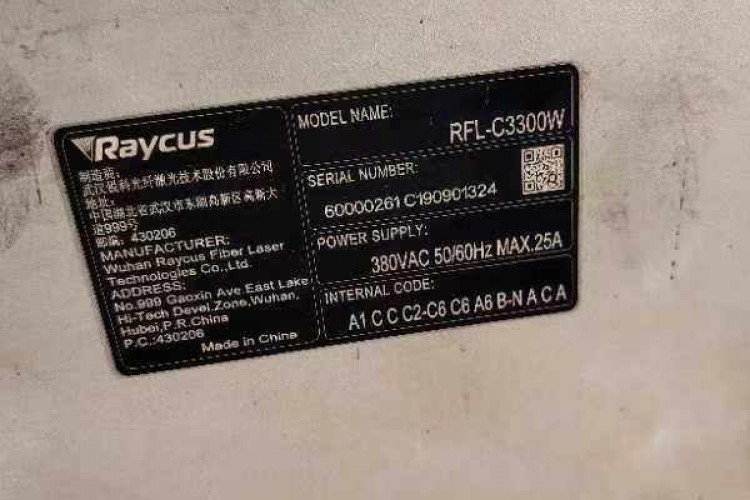 Raycus
制造商:
武汉锐科光纤激光技术股份有限公司
地址:
中国湖北省武汉市东湖高新区高新大
道999号
邮编: 430206
MANUFACTURER:
Wuhan Raycus Fiber Laser
Technologies Co.,Ltd.
ADDRESS:
No.999 Gaoxin Ave East Lake
Hi-Tech Devel.Zone,Wuhan,
Hubei,P.R.China
P.C.:430206
Made in China
MODEL NAME:
RFL-C3300W
SERIAL NUMBER:
60000261C190901324
POWER SUPPLY:
380VAC 50/60Hz MAX.25A
INTERNAL CODE:
A1 C C C2-C6 C6 A6 B-N A C A